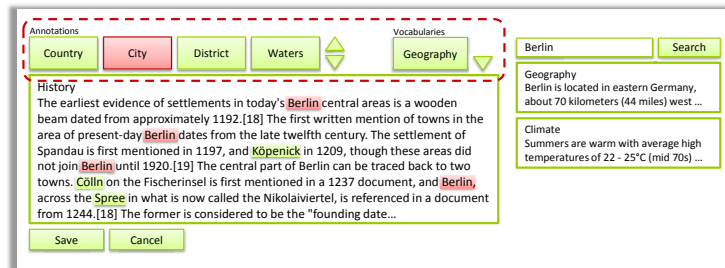 Annotations
Vocabularies
Country
City
District
Waters
Geography
Berlin
Search
History
The earliest evidence of settlements in today's Berlin central areas is a wooden
beam dated from approximately 1192.[18] The first written mention of towns in the
area of present-day Berlin dates from the late twelfth century. The settlement of
Spandau is first mentioned in 1197, and Köpenick in 1209, though these areas did
not join Berlin until 1920.[19] The central part of Berlin can be traced back to two
towns. Cölln on the Fischerinsel is first mentioned in a 1237 document, and Berlin,
across the Spree in what is now called the Nikolaiviertel, is referenced in a document
from 1244.[18] The former is considered to be the "founding date...
Geography
Berlin is located in eastern Germany,
about 70 kilometers (44 miles) west ...
Climate
Summers are warm with average high
temperatures of 22 - 25°C (mid 70s) ...
Save
Cancel